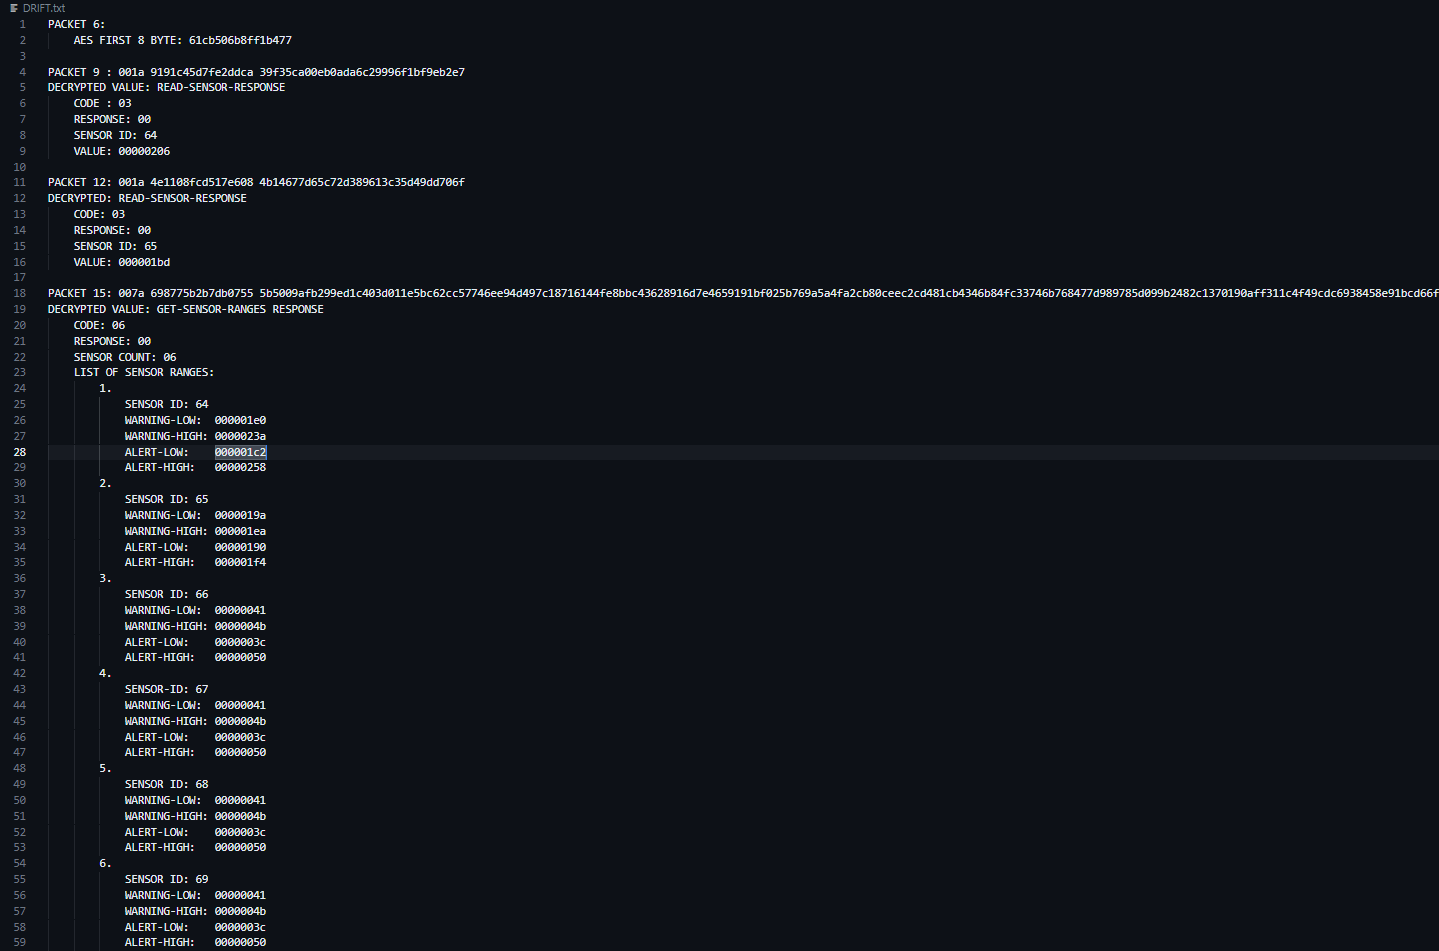 DRIFT.txt
1 PACKET 6:
2 AES FIRST 8 BYTE: 61cb506b8ff1b477
3
4 PACKET 9 : 001a 9191c45d7fe2ddca 39f35ca00eb0ada6c29996f1bf9eb2e7
5 DECRYPTED VALUE: READ-SENSOR-RESPONSE
6 CODE : 03
7 RESPONSE: 00
8 SENSOR ID: 64
9 VALUE: 00000206
10
11 PACKET 12: 001a 4e1108fcd517e608 4b14677d65c72d389613c35d49dd706f
12 DECRYPTED: READ-SENSOR-RESPONSE
13 CODE: 03
14 RESPONSE: 00
15 SENSOR ID: 65
16 VALUE: 000001bd
17
18 PACKET 15: 007a 698775b2b7db0755 5b5009afb299ed1c403d011e5bc62cc57746ee94d497c18716144fe8bbc43628916d7e4659191bf025b769a5a4fa2cb80ceec2cd481cb4346b84fc33746b768477d989785d099b2482c1370190aff311c4f49cdc6938458e91bcd66f
19 DECRYPTED VALUE: GET-SENSOR-RANGES RESPONSE
20 CODE: 06
21 RESPONSE: 00
22 SENSOR COUNT: 06
23 LIST OF SENSOR RANGES:
24 1.
25 SENSOR ID: 64
26 WARNING-LOW: 000001e0
27 WARNING-HIGH: 0000023a
28 ALERT-LOW: 000001c2
29 ALERT-HIGH: 00000258
30 2.
31 SENSOR ID: 65
32 WARNING-LOW: 0000019a
33 WARNING-HIGH: 000001ea
34 ALERT-LOW: 00000190
35 ALERT-HIGH: 000001f4
36 3.
37 SENSOR ID: 66
38 WARNING-LOW: 00000041
39 WARNING-HIGH: 0000004b
40 ALERT-LOW: 0000003c
41 ALERT-HIGH: 00000050
42 4.
43 SENSOR-ID: 67
44 WARNING-LOW: 00000041
45 WARNING-HIGH: 0000004b
46 ALERT-LOW: 0000003c
47 ALERT-HIGH: 00000050
48 5.
49 SENSOR ID: 68
50 WARNING-LOW: 00000041
51 WARNING-HIGH: 0000004b
52 ALERT-LOW: 0000003c
53 ALERT-HIGH: 00000050
54 6.
55 SENSOR ID: 69
56 WARNING-LOW: 00000041
57 WARNING-HIGH: 0000004b
58 ALERT-LOW: 0000003c
59 ALERT-HIGH: 00000050